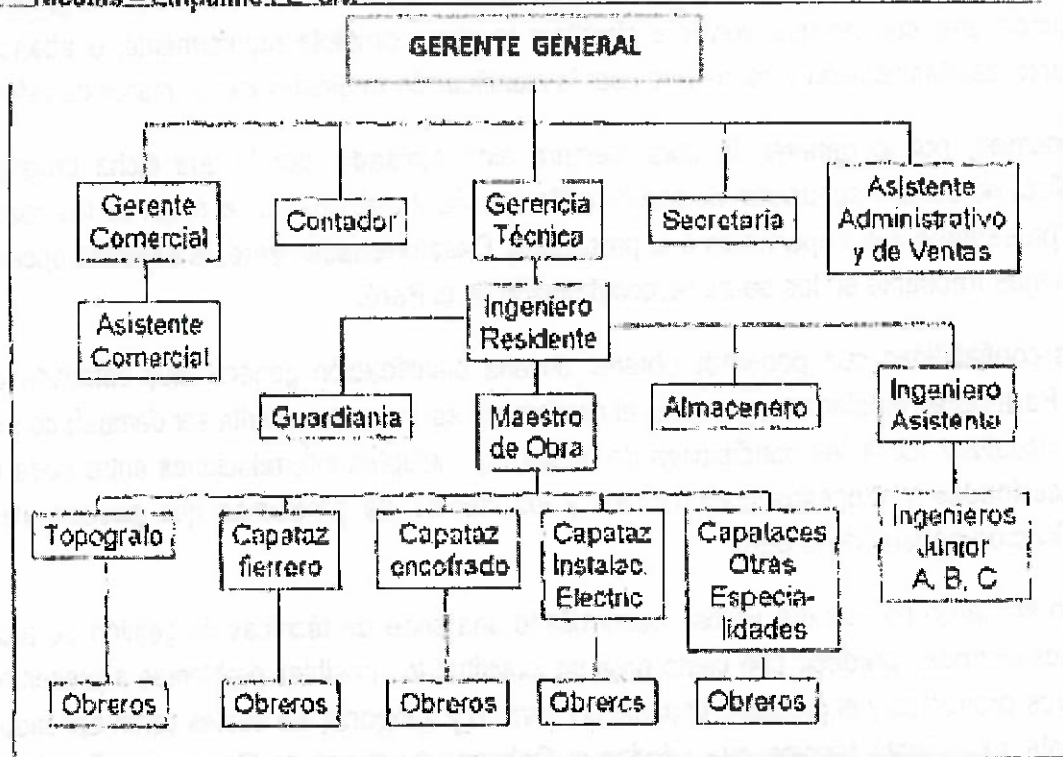 GERENTE GENERAL
Gerente
Comercial
Contador
Gerencia
Técnica
Secretaria
Asistente
Administrativo
y de Ventas
Asistente
Comercial
Ingeniero
Residente
Guardiania
Maestro
de Obra
Almacenero
Ingeniero
Asistente
Topografo
Capataz
fierrero
Capataz
encofrado
Capataz
Instalac.
Electric
Capataces
Otras
Especia-
lidades
Ingenieros
Junior
A, B, C
Obreros
Obreros
Obreros
Obreros
Obreros